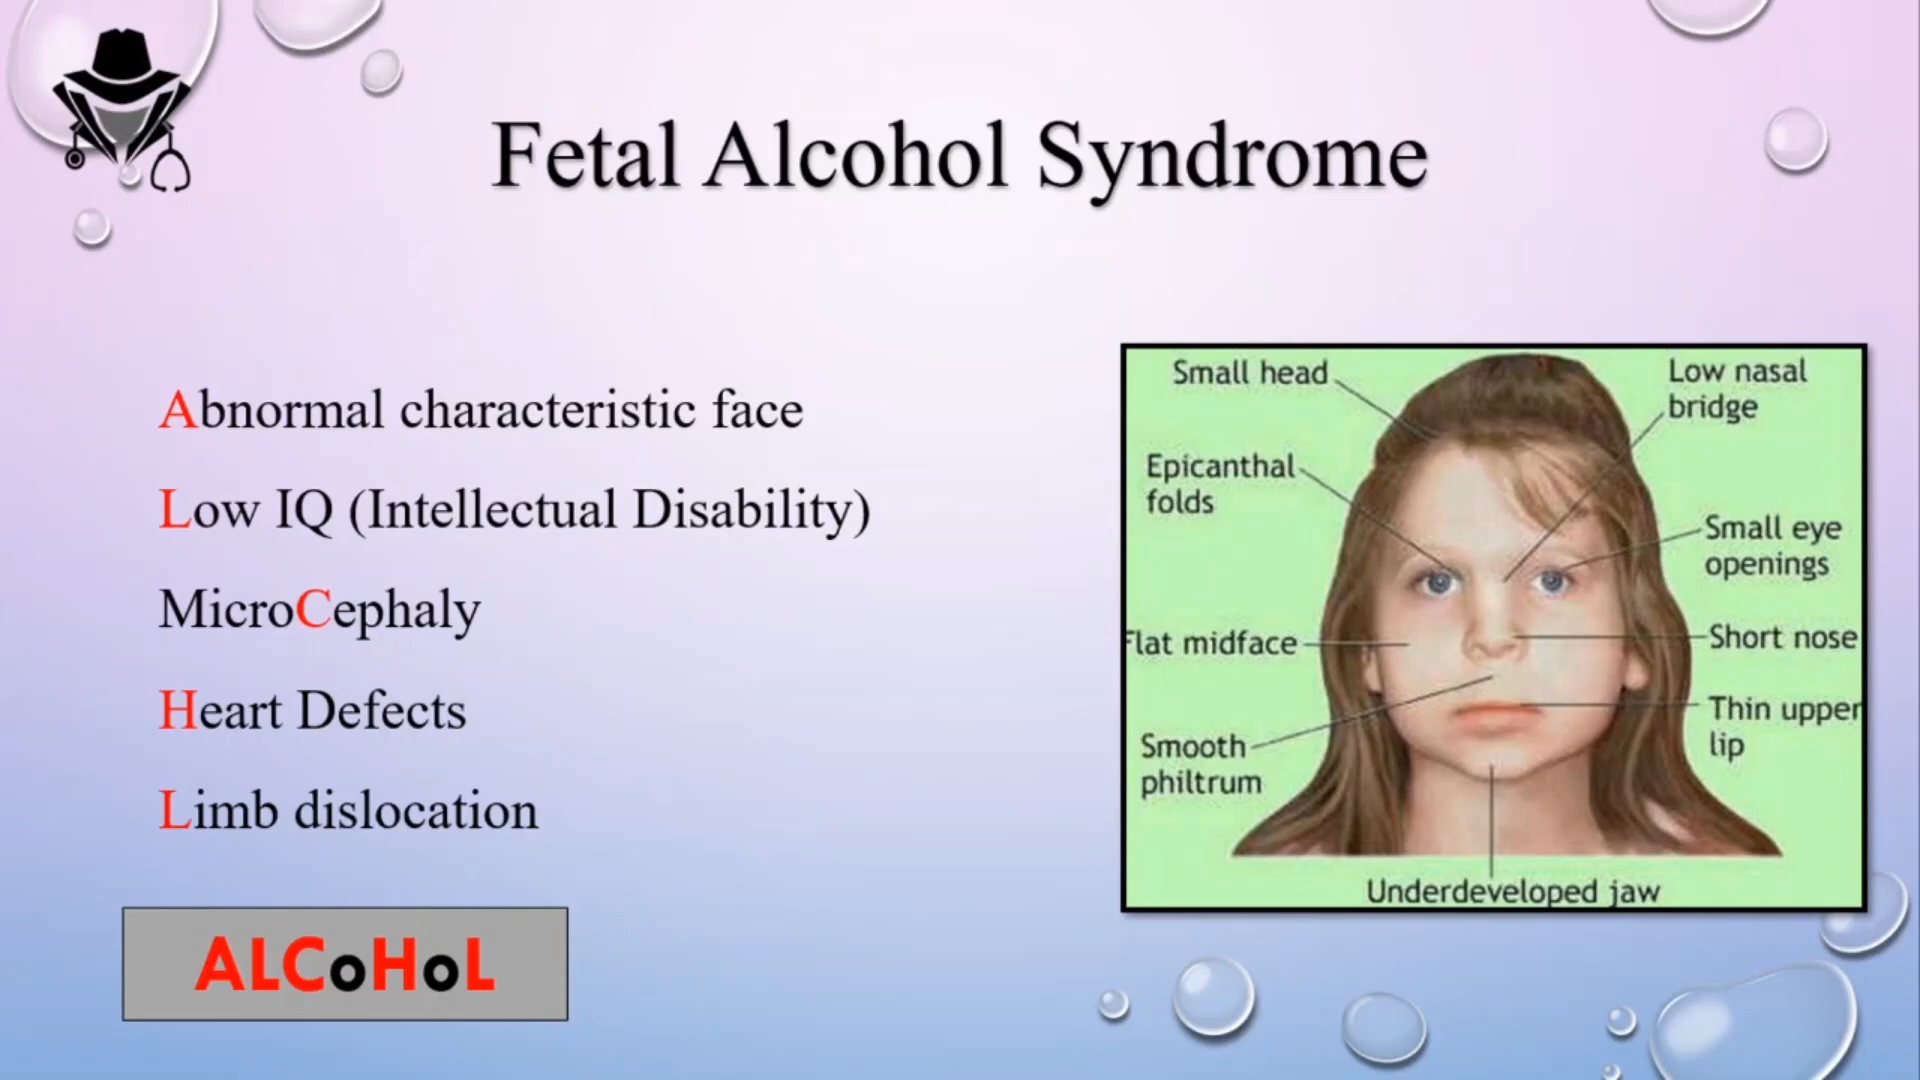 Fetal Alcohol Syndrome
Abnormal characteristic face
Low IQ (Intellectual Disability)
MicroCephaly
Heart Defects
Limb dislocation
ALCoHoL
Small head
Low nasal
bridge
Epicanthal
folds
Small eye
openings
Flat midface
Short nose
Smooth
philtrum
Thin upper
lip
Underdeveloped jaw